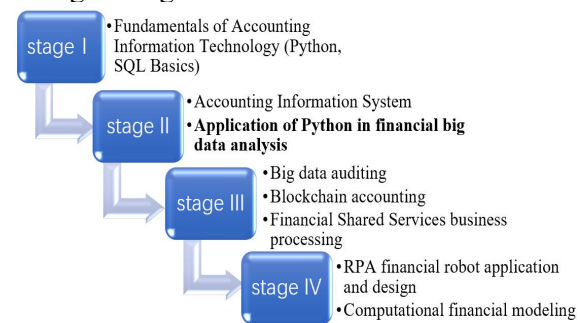 stage I
•Fundamentals of Accounting
Information Technology (Python,
SQL Basics)
stage II
•Accounting Information System
•Application of Python in financial big
data analysis
stage III
•Big data auditing
•Blockchain accounting
•Financial Shared Services business
processing
stage IV
•RPA financial robot application
and design
•Computational financial modeling